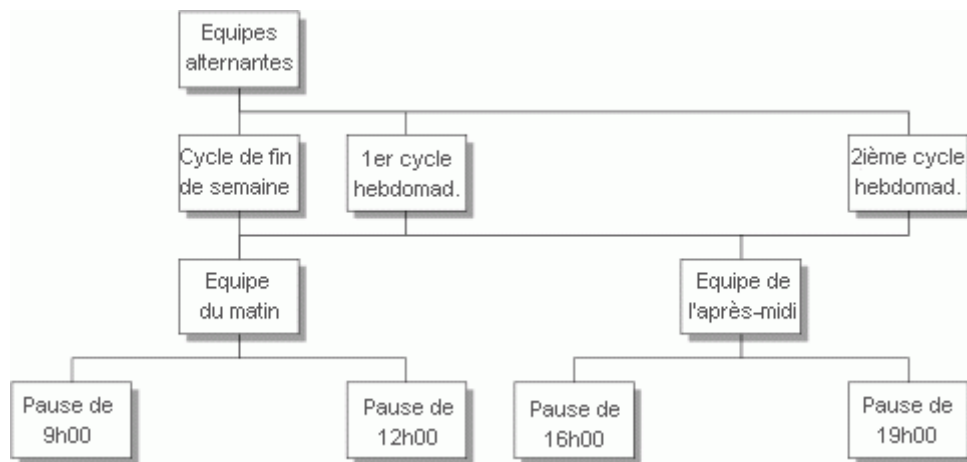 Equipes
alternantes
Cycle de fin
de semaine
1er cycle
hebdomad.
2ième cycle
hebdomad.
Equipe
du matin
Equipe de
l'après-midi
Pause de
9h00
Pause de
12h00
Pause de
16h00
Pause de
19h00